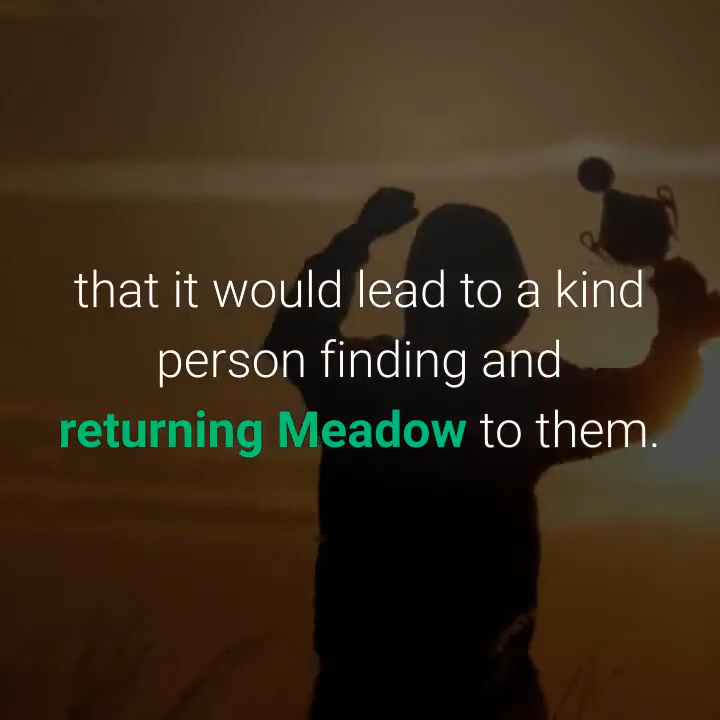 that it would lead to a kind
person finding and
returning Meadow to them.